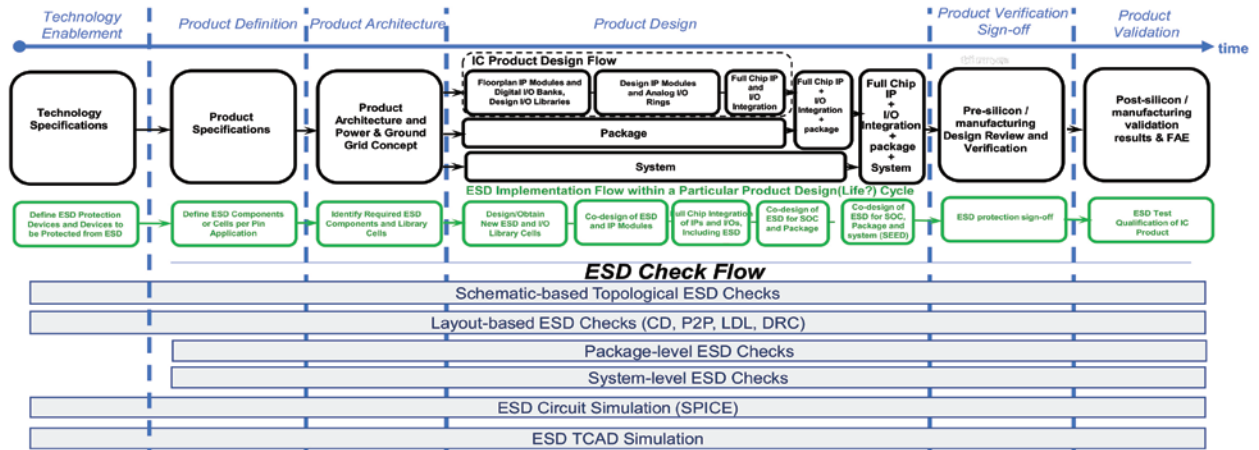 Technology
Enablement
Product Definition
Product Architecture
Product Design
Product Verification
Sign-off
Product
Validation
time
IC Product Design Flow
Technology
Specifications
Product
Specifications
Product
Architecture and
Power & Ground
Grid Concept
Floorplan IP Modules and
Digital I/O Banks,
Design I/O Libraries
Design IP Modules
and Analog I/O
Rings
Full Chip IP
and I/O
Integration
Package
System
Full Chip IP
+ I/O
Integration
+ package
Full Chip
IP
+
I/O
Integration
+
package
+
System
Pre-silicon /
manufacturing
Design Review and
Verification
Post-silicon /
manufacturing
validation
results & FAE
ESD Implementation Flow within a Particular Product Design(Life?) Cycle
Define ESD Protection
Devices and Devices to
be Protected from ESD
Define ESD Components
or Cells per Pin
Application
Identify Required ESD
Components and Library
Cells
Design/Obtain
New ESD and I/O
Library Cells
Co-design of ESD
and IP Modules
Full Chip Integration
of IPs and I/Os,
Including ESD
Co-design
of ESD for SOC
and Package
Co-design
of ESD for SOC,
Package and
system (SEED)
ESD protection sign-off
ESD Test
Qualification of IC
Product
ESD Check Flow
Schematic-based Topological ESD Checks
Layout-based ESD Checks (CD, P2P, LDL, DRC)
Package-level ESD Checks
System-level ESD Checks
ESD Circuit Simulation (SPICE)
ESD TCAD Simulation